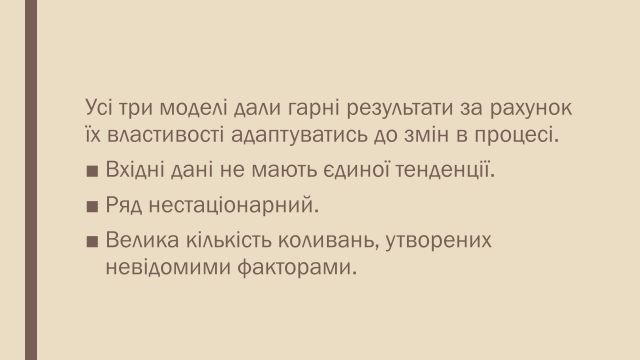 Усі три моделі дали гарні результати за рахунок
їх властивості адаптуватись до змін в процесі.
■ Вхідні дані не мають єдиної тенденції.
■ Ряд нестаціонарний.
■ Велика кількість коливань, утворених
невідомими факторами.